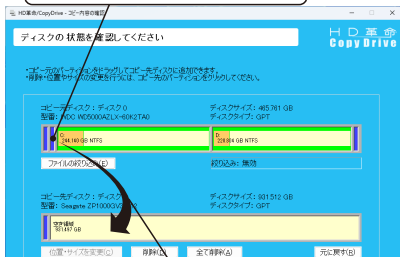 HD革命/CopyDrive - コピー内容の確認
ディスクの状態を確認してください
HD革命
CopyDrive
・コピー元のパーティションをドラッグしてコピー先ディスクに追加できます。
・削除・位置やサイズの変更を行うには、コピー先のパーティションをクリックしてください。
コピー元ディスク : ディスク 0
ディスクサイズ : 465.761 GB
型番 : WDC WD5000AZLX-60K2TA0
ディスクタイプ : GPT
C
GB NTFS
D
GB NTFS
ファイルの絞り込み(E)
絞り込み : 無効
コピー先ディスク : ディスク
ディスクサイズ : 931.512 GB
型番 : Seagate
ディスクタイプ : GPT
空き領域
931.497 GB
位置・サイズを変更(C)
削除(D)
全て削除(A)
元に戻す(R)